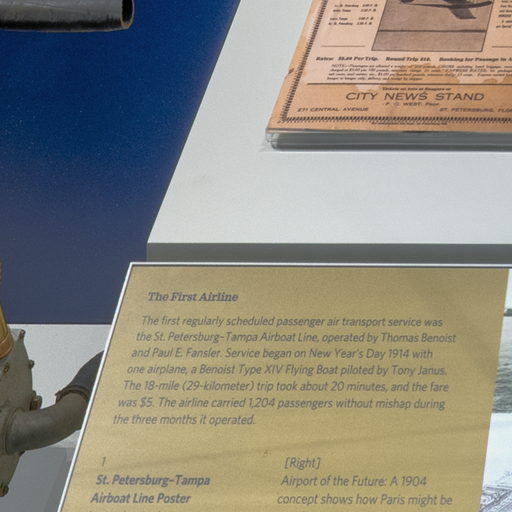 Rates: $5.00 Per Trip. Round Trip $10. Booking for Passage in A
CITY NEWS STAND
271 CENTRAL AVENUE
F. C. WEST, Prop.
ST. PETERSBURG, FLO
The First Airline
The first regularly scheduled passenger air transport service was
the St. Petersburg–Tampa Airboat Line, operated by Thomas Benoist
and Paul E. Fansler. Service began on New Year's Day 1914 with
one airplane, a Benoist Type XIV Flying Boat piloted by Tony Janus.
The 18-mile (29-kilometer) trip took about 20 minutes, and the fare
was $5. The airline carried 1,204 passengers without mishap during
the three months it operated.
1
St. Petersburg–Tampa
Airboat Line Poster
[Right]
Airport of the Future: A 1904
concept shows how Paris might be